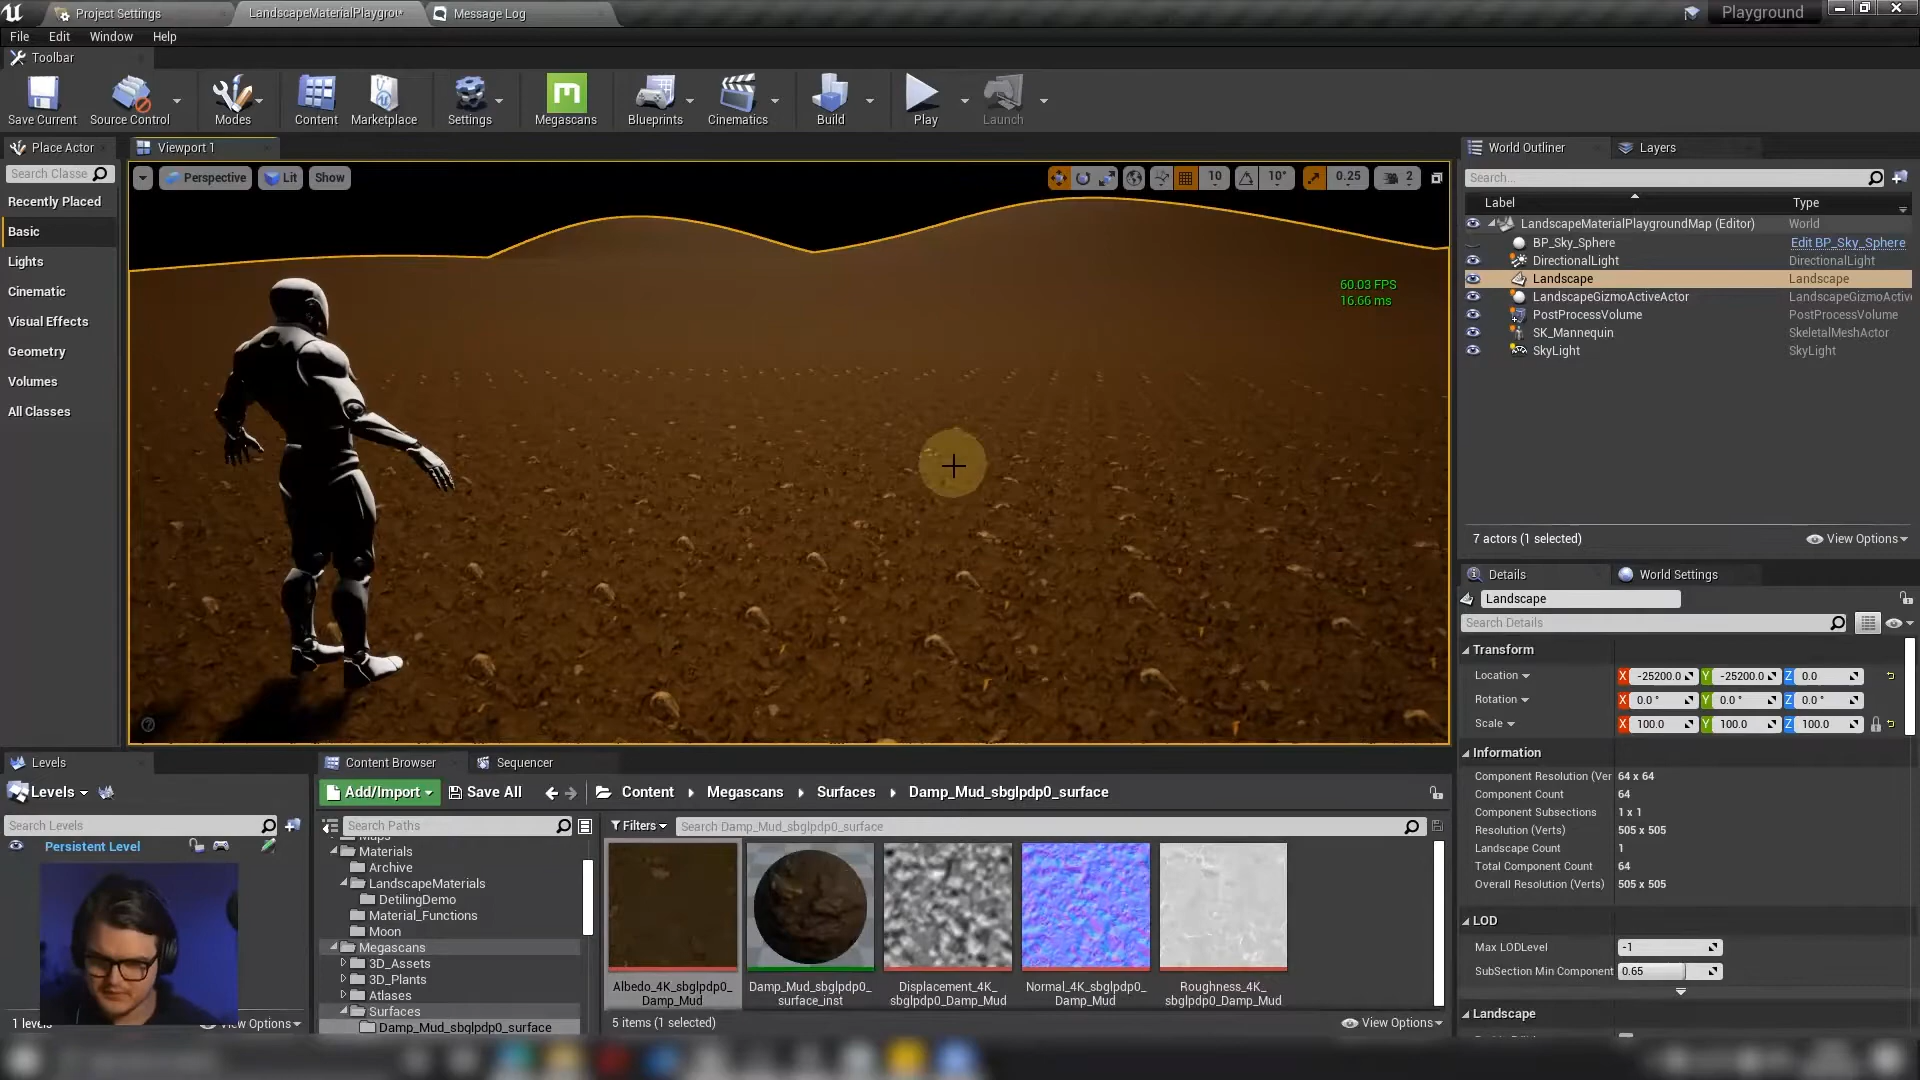 Project Settings
LandscapeMaterialPlaygrou*
Message Log
Playground
File Edit Window Help
Toolbar
Save Current
Source Control
Modes
Content
Marketplace
Settings
Megascans
Blueprints
Cinematics
Build
Play
Launch
Place Actor
Viewport 1
World Outliner
Layers
Search Classe
Perspective
Lit
Show
10
10°
0.25
2
Search...
Recently Placed
Basic
Lights
Cinematic
Visual Effects
Geometry
Volumes
All Classes
60.03 FPS
16.66 ms
Label Type
LandscapeMaterialPlaygroundMap (Editor) World
BP_Sky_Sphere Edit BP_Sky_Sphere
DirectionalLight DirectionalLight
Landscape Landscape
LandscapeGizmoActiveActor LandscapeGizmoActiv
PostProcessVolume PostProcessVolume
SK_Mannequin SkeletalMeshActor
SkyLight SkyLight
7 actors (1 selected)
View Options
Details
World Settings
Landscape
Search Details
Transform
Location X -25200.0 Y -25200.0 Z 0.0
Rotation X 0.0 ° Y 0.0 ° Z 0.0 °
Scale X 100.0 Y 100.0 Z 100.0
Information
Component Resolution (Ver 64 x 64
Component Count 64
Component Subsections 1 x 1
Resolution (Verts) 505 x 505
Landscape Count 1
Total Component Count 64
Overall Resolution (Verts) 505 x 505
LOD
Max LODLevel -1
SubSection Min Component 0.65
Landscape
Levels
Levels
Search Levels
Persistent Level
1 levels
View Options
Content Browser
Sequencer
Add/Import
Save All
Content
Megascans
Surfaces
Damp_Mud_sbglpdp0_surface
Search Paths
Filters
Search Damp_Mud_sbglpdp0_surface
Maps
Materials
Archive
LandscapeMaterials
DetilingDemo
Material_Functions
Moon
Megascans
3D_Assets
3D_Plants
Atlases
Surfaces
Damp_Mud_sbglpdp0_surface
Albedo_4K_sbglpdp0_
Damp_Mud
Damp_Mud_sbglpdp0_
surface_inst
Displacement_4K_
sbglpdp0_Damp_Mud
Normal_4K_sbglpdp0_
Damp_Mud
Roughness_4K_
sbglpdp0_Damp_Mud
5 items (1 selected)
View Options